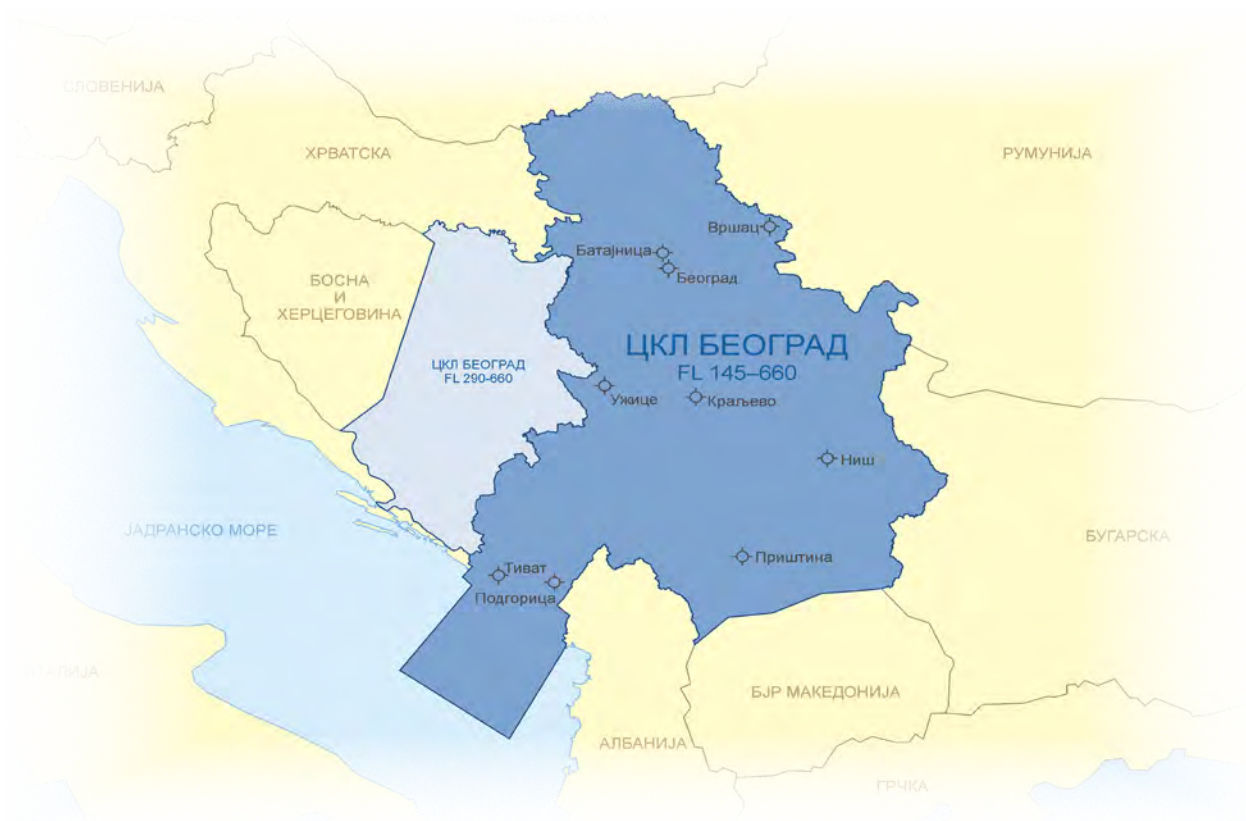 СЛОВЕНИЈА
ХРВАТСКА
РУМУНИЈА
Вршац
Батајница
Београд
БОСНА
И
ХЕРЦЕГОВИНА
ЦКЛ БЕОГРАД
FL 145–660
ЦКЛ БЕОГРАД
FL 290-660
Ужице
Краљево
Ниш
ЈАДРАНСКО МОРЕ
БУГАРСКА
Приштина
Тиват
Подгорица
ИТАЛИЈА
БЈР МАКЕДОНИЈА
АЛБАНИЈА
ГРЧКА